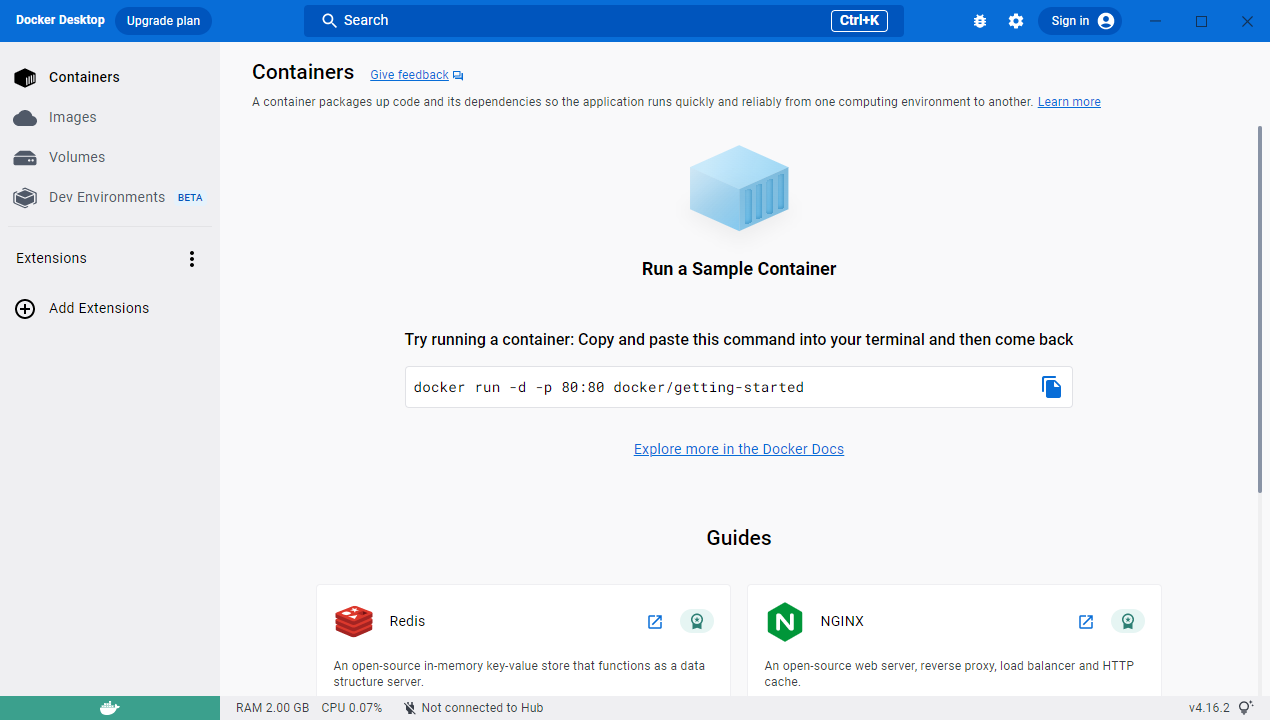 Docker Desktop
Upgrade plan
Search
Ctrl+K
Sign in
Containers
Images
Volumes
Dev Environments BETA
Extensions
Add Extensions
Containers
Give feedback
A container packages up code and its dependencies so the application runs quickly and reliably from one computing environment to another. Learn more
Run a Sample Container
Try running a container: Copy and paste this command into your terminal and then come back
docker run -d -p 80:80 docker/getting-started
Explore more in the Docker Docs
Guides
Redis
An open-source in-memory key-value store that functions as a data
structure server.
N
NGINX
An open-source web server, reverse proxy, load balancer and HTTP
cache.
RAM 2.00 GB CPU 0.07% Not connected to Hub
v4.16.2